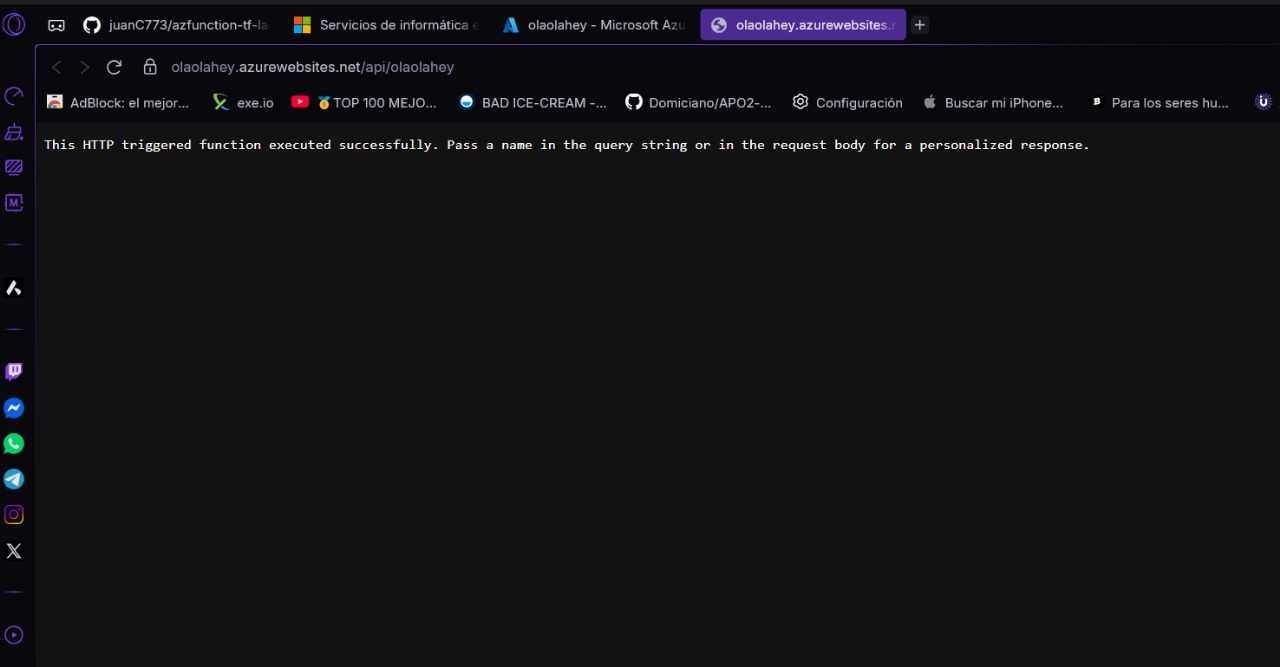 juanC773/azfunction-tf-la
Servicios de informática e
olaolahey - Microsoft Azu
olaolahey.azurewebsites.n
olaolahey.azurewebsites.net/api/olaolahey
AdBlock: el mejor...
exe.io
TOP 100 MEJO...
BAD ICE-CREAM -...
Domiciano/APO2-...
Configuración
Buscar mi iPhone...
Para los seres hu...
This HTTP triggered function executed successfully. Pass a name in the query string or in the request body for a personalized response.
M